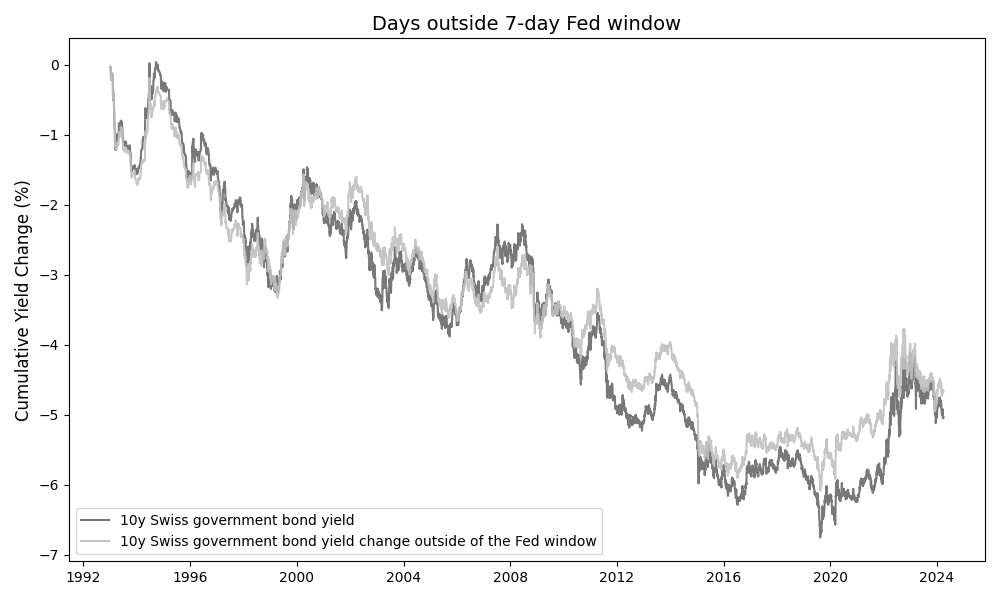 Days outside 7-day Fed window
Cumulative Yield Change (%)
0
−1
−2
−3
−4
−5
−6
−7
10y Swiss government bond yield
10y Swiss government bond yield change outside of the Fed window
1992 1996 2000 2004 2008 2012 2016 2020 2024